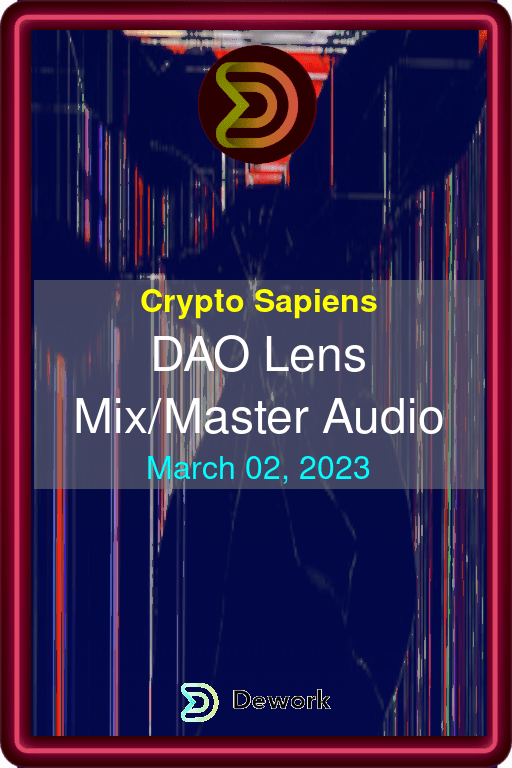 Crypto Sapiens
DAO Lens
Mix/Master Audio
March 02, 2023
Dework